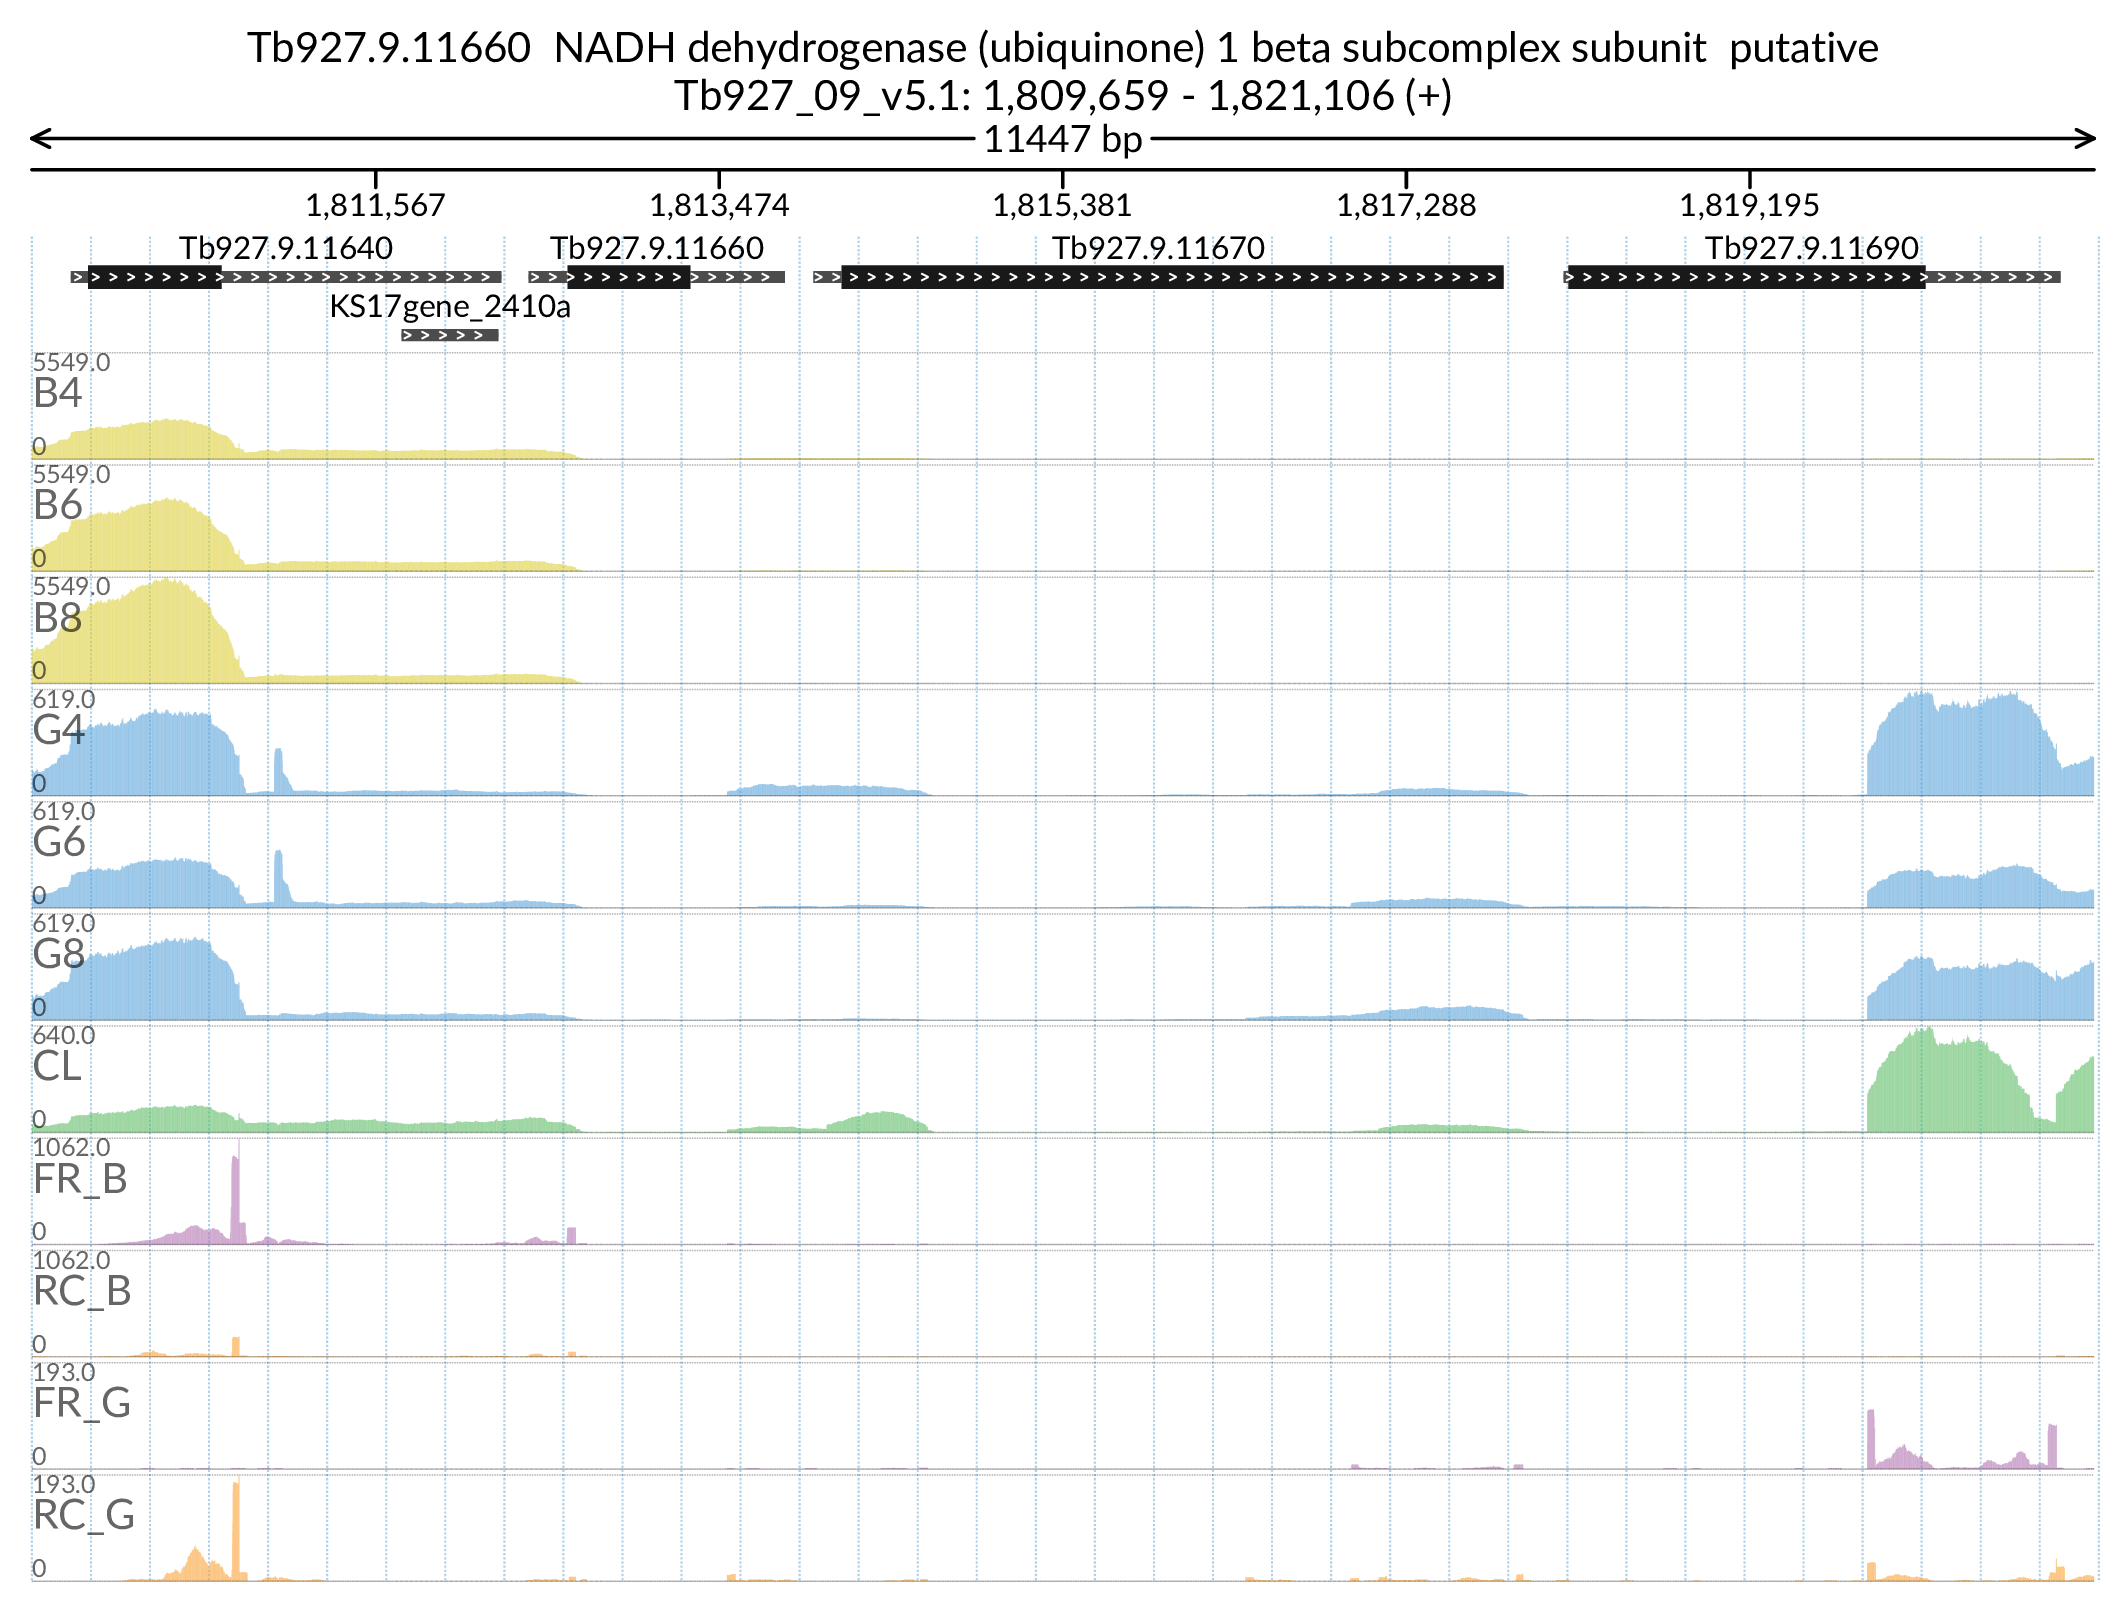 Tb927.9.11660  NADH dehydrogenase (ubiquinone) 1 beta subcomplex subunit  putative
Tb927_09_v5.1: 1,809,659 - 1,821,106 (+)
11447 bp
1,811,567 1,813,474 1,815,381 1,817,288 1,819,195
Tb927.9.11640 Tb927.9.11660 Tb927.9.11670 Tb927.9.11690
KS17gene_2410a
5549.0
B4
0
5549.0
B6
0
5549.0
B8
0
619.0
G4
0
619.0
G6
0
619.0
G8
0
640.0
CL
0
1062.0
FR_B
0
1062.0
RC_B
0
193.0
FR_G
0
193.0
RC_G
0